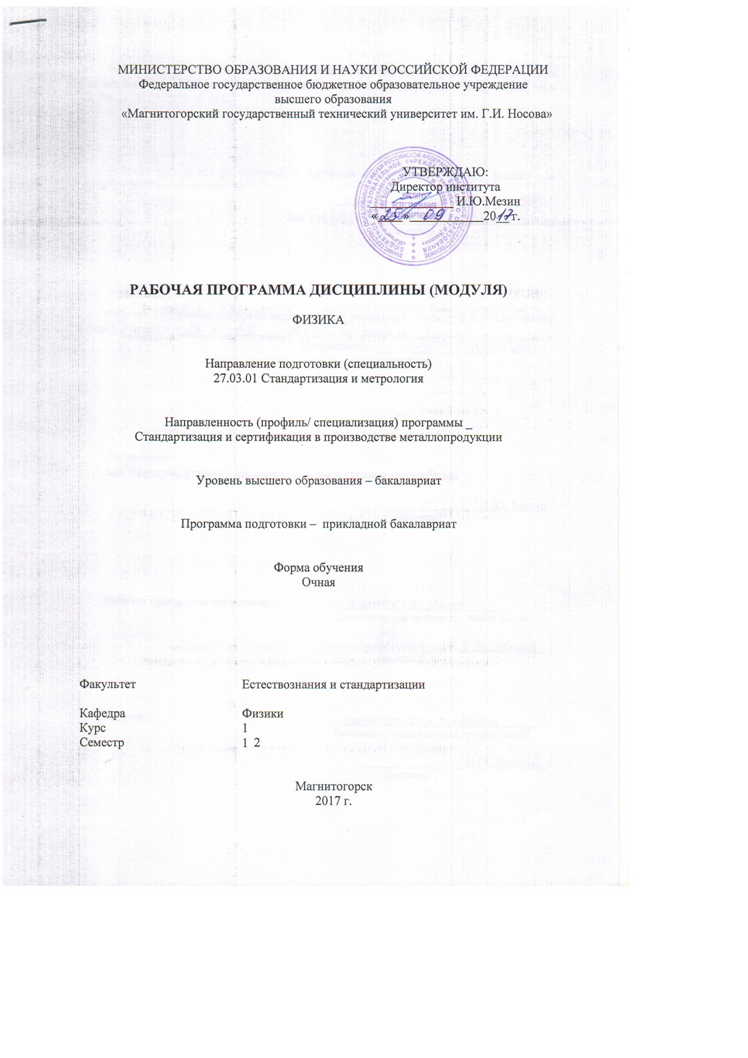 МИНИСТЕРСТВО ОБРАЗОВАНИЯ И НАУКИ РОССИЙСКОЙ ФЕДЕРАЦИИ
Федеральное государственное бюджетное образовательное учреждение
высшего образования
«Магнитогорский государственный технический университет им. Г.И. Носова»
УТВЕРЖДАЮ:
Директор института
И.Ю.Мезин
«25» 09 2017 г.
РАБОЧАЯ ПРОГРАММА ДИСЦИПЛИНЫ (МОДУЛЯ)
ФИЗИКА
Направление подготовки (специальность)
27.03.01 Стандартизация и метрология
Направленность (профиль/ специализация) программы _
Стандартизация и сертификация в производстве металлопродукции
Уровень высшего образования – бакалавриат
Программа подготовки – прикладной бакалавриат
Форма обучения
Очная
Факультет Естествознания и стандартизации
Кафедра Физики
Курс 1
Семестр 1 2
Магнитогорск
2017 г.